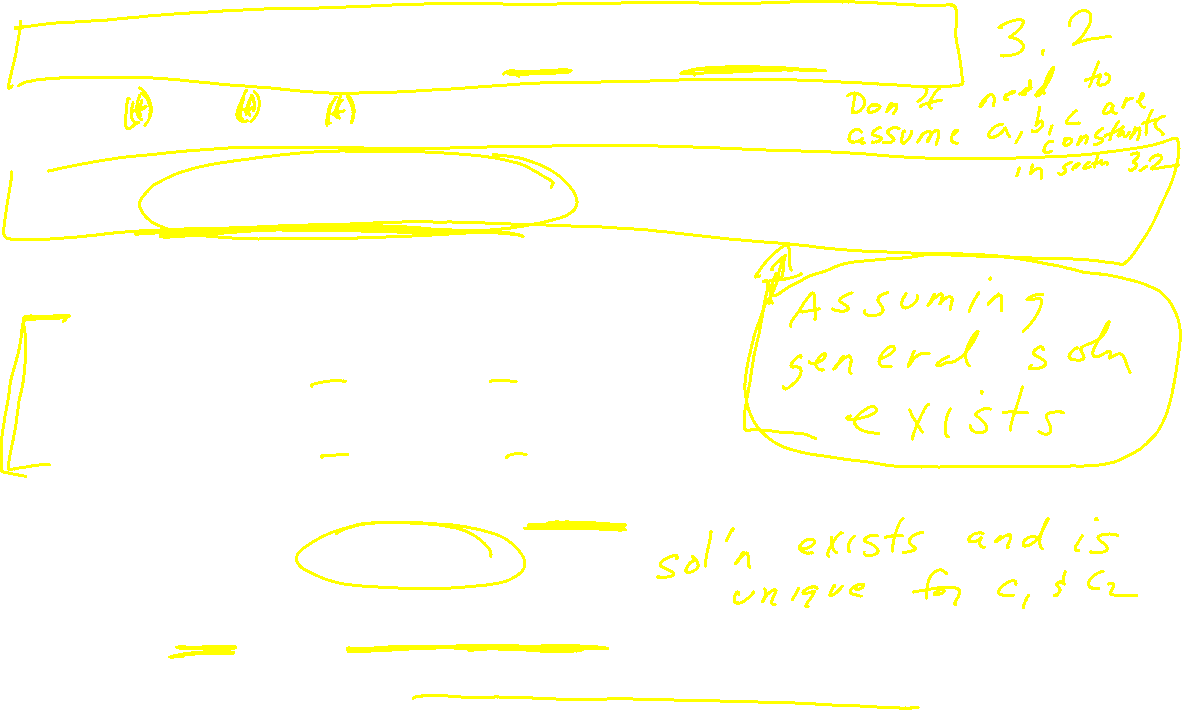 3.2
Don't need to
assume a, b, c are
constants
in 3.2
(t) (t) (t)
Assuming
general soln
exists
sol'n exists and is
unique for c₁ & c₂